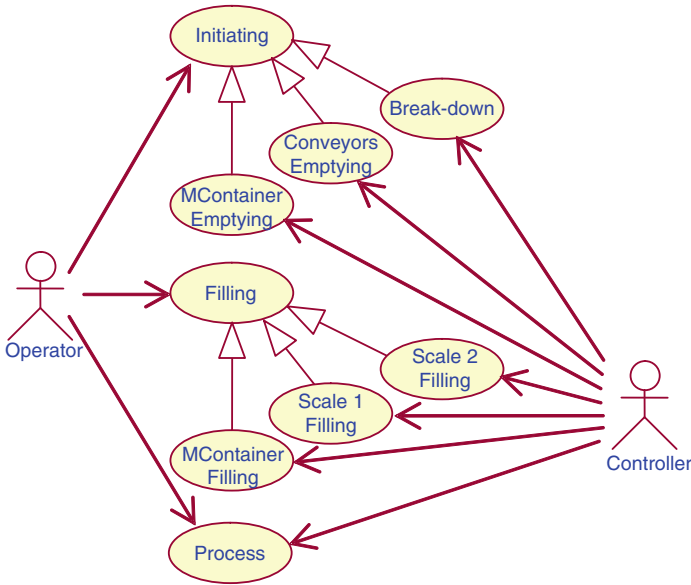 Initiating
Break-down
Conveyors
Emptying
MContainer
Emptying
Operator
Filling
Scale 2
Filling
Scale 1
Filling
MContainer
Filling
Controller
Process